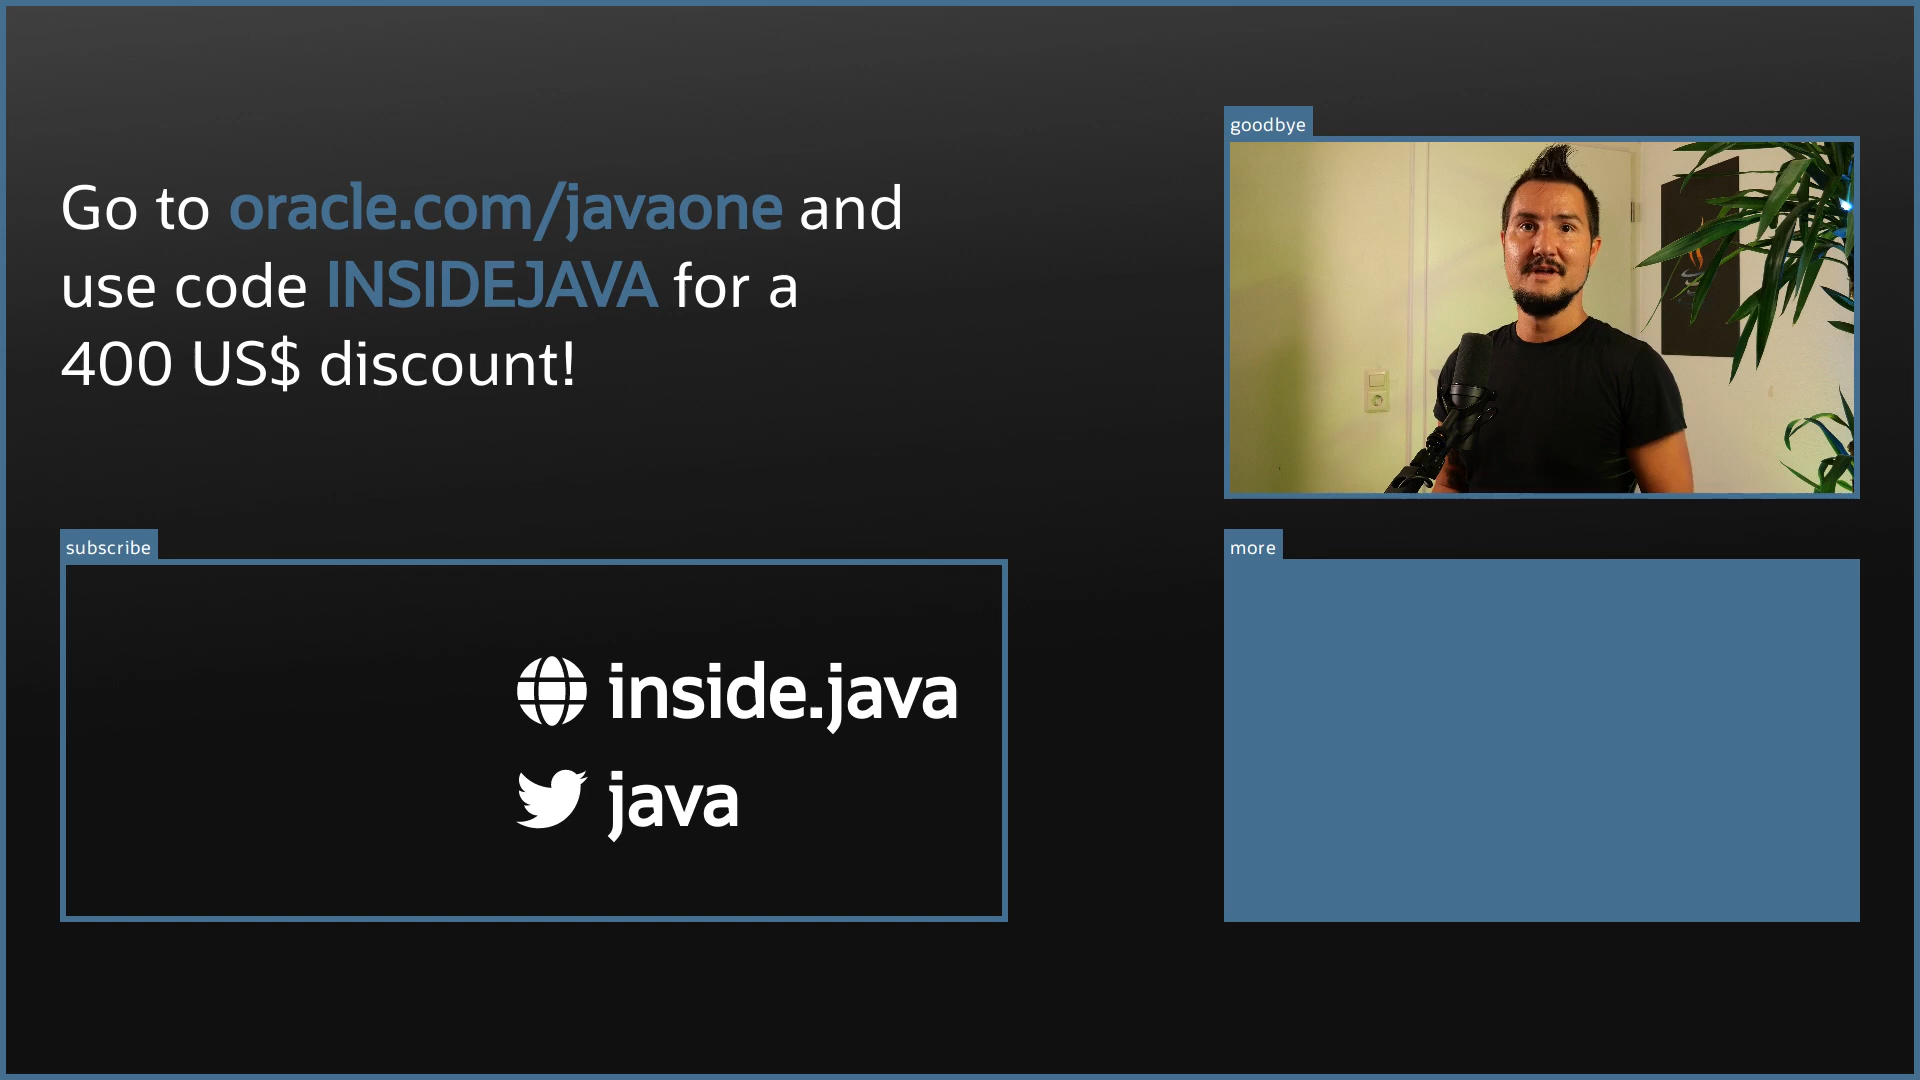 Go to oracle.com/javaone and
use code INSIDEJAVA for a
400 US$ discount!
goodbye
subscribe
inside.java
java
more